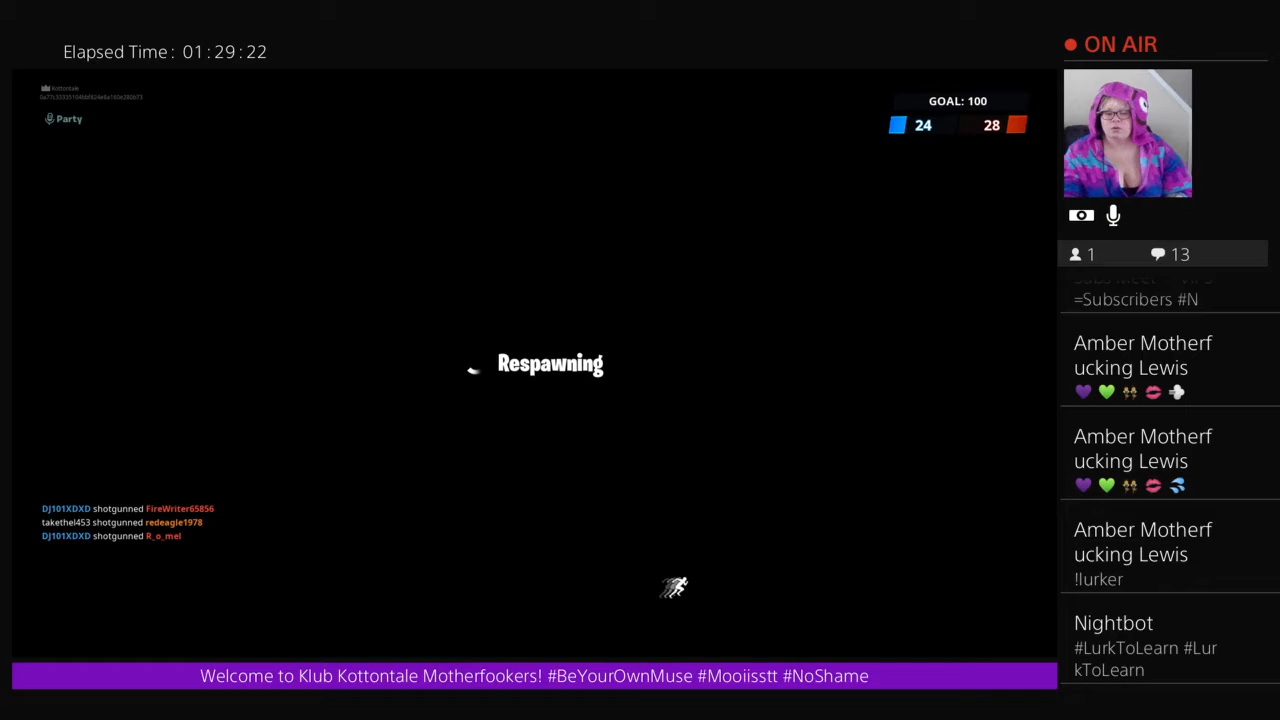 Elapsed Time: 01:29:22
ON AIR
Kottontale
Party
GOAL: 100
24 28
1 13
=Subscribers #N
Amber Motherf
ucking Lewis
Amber Motherf
ucking Lewis
Respawning
DJ101XDXD shotgunned FireWriter65856
takethel453 shotgunned redeagle1978
DJ101XDXD shotgunned R_o_mel
Amber Motherf
ucking Lewis
!lurker
Nightbot
#LurkToLearn #Lur
kToLearn
Welcome to Klub Kottontale Motherfookers! #BeYourOwnMuse #Mooiisstt #NoShame